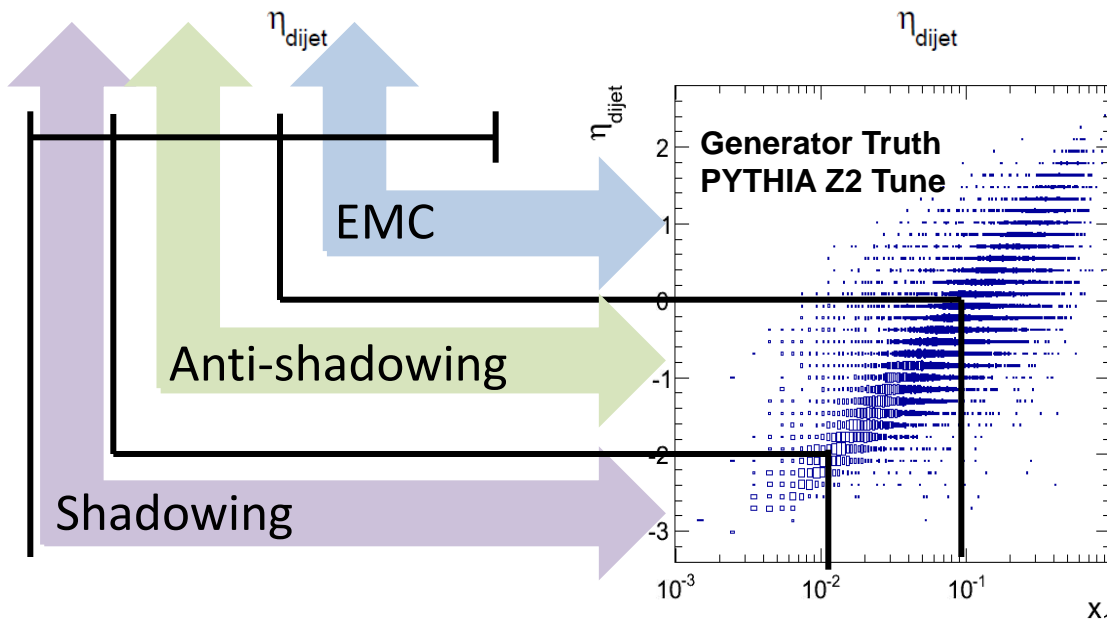 η_dijet
η_dijet
η_dijet
Generator Truth
PYTHIA Z2 Tune
EMC
Anti-shadowing
Shadowing
2
1
0
-1
-2
-3
10^-3
10^-2
10^-1
x